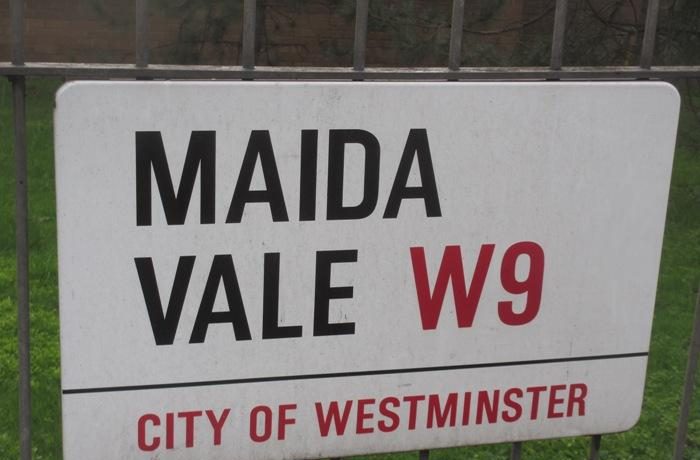 MAIDA
VALE W9
CITY OF WESTMINSTER